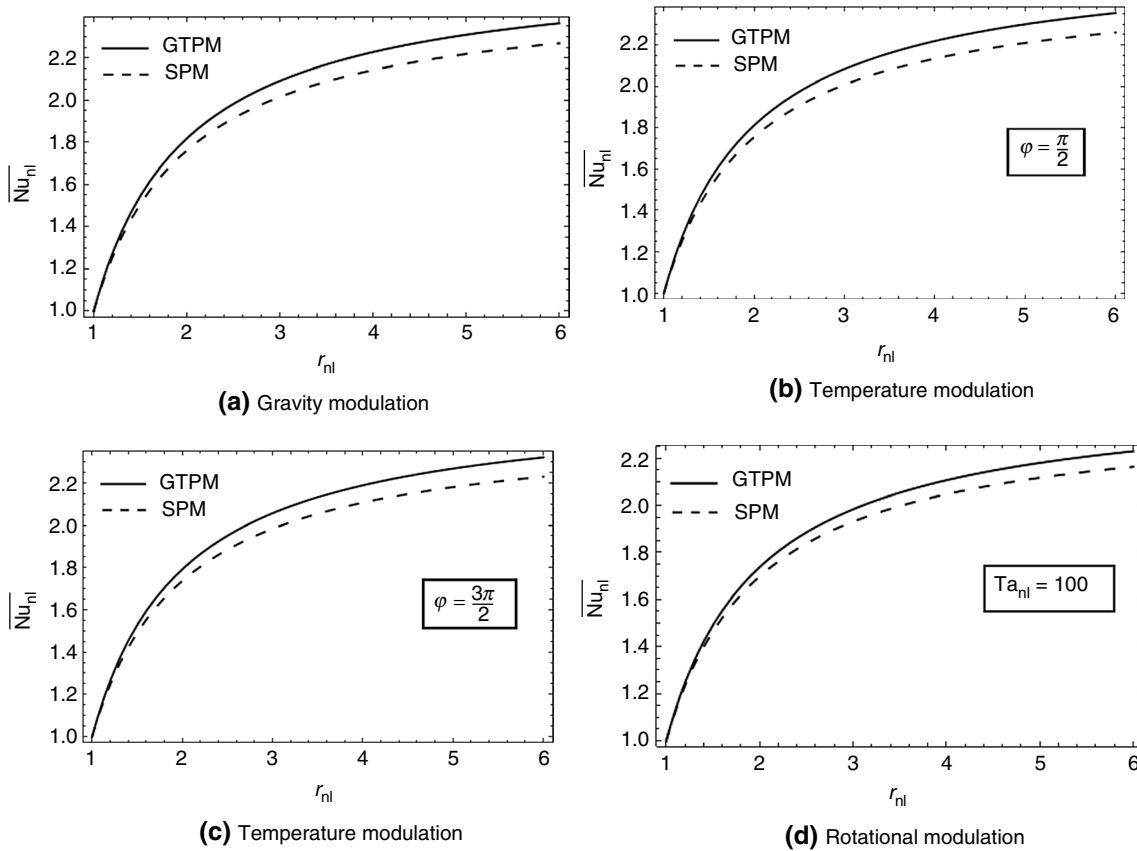 GTPM
SPM
2.2
2.0
1.8
1.6
1.4
1.2
1.0
Nu_nl
1 2 3 4 5 6
r_nl
(a) Gravity modulation
GTPM
SPM
φ = π/2
2.2
2.0
1.8
1.6
1.4
1.2
1.0
Nu_nl
1 2 3 4 5 6
r_nl
(b) Temperature modulation
GTPM
SPM
φ = 3π/2
2.2
2.0
1.8
1.6
1.4
1.2
1.0
Nu_nl
1 2 3 4 5 6
r_nl
(c) Temperature modulation
GTPM
SPM
Ta_nl = 100
2.2
2.0
1.8
1.6
1.4
1.2
1.0
Nu_nl
1 2 3 4 5 6
r_nl
(d) Rotational modulation